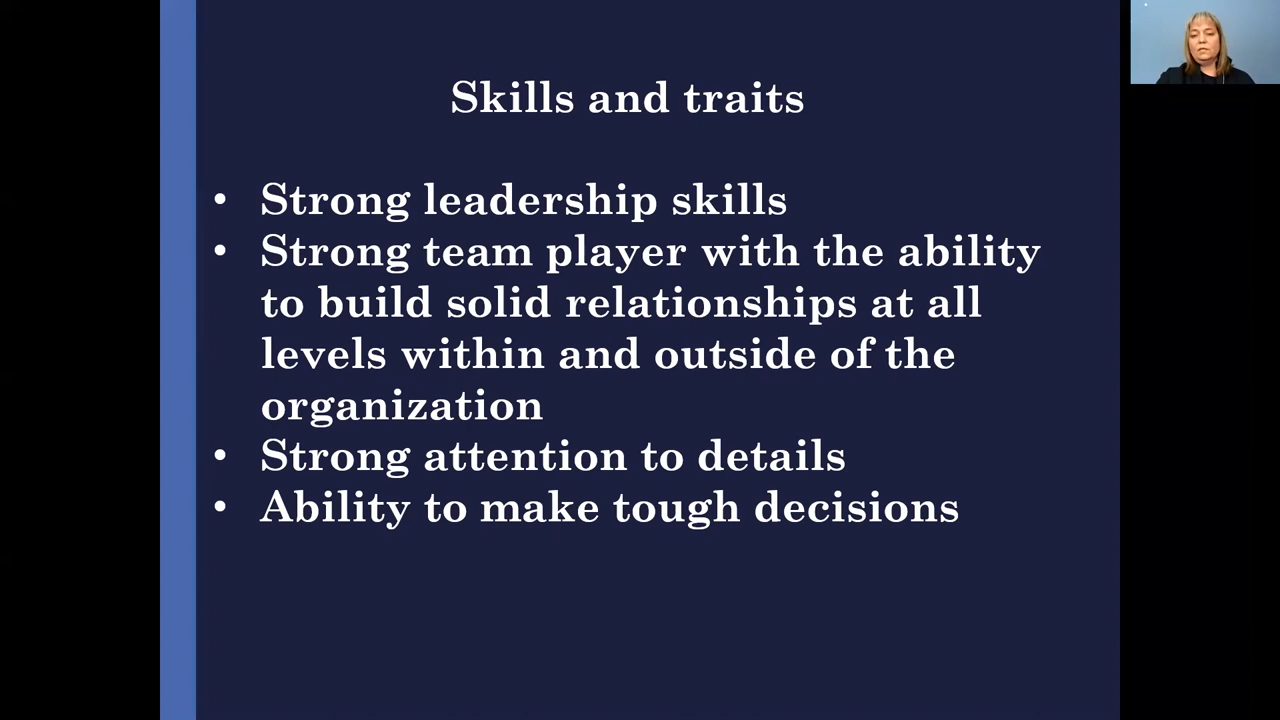 Skills and traits
• Strong leadership skills
• Strong team player with the ability
to build solid relationships at all
levels within and outside of the
organization
• Strong attention to details
• Ability to make tough decisions